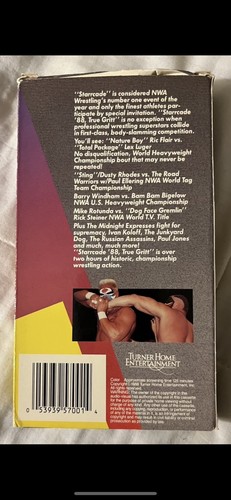 "Starrcade" is considered NWA
Wrestling's number one event of the
year and only the finest athletes par-
ticipate by special invitation. "Starrcade
'88, True Gritt" is no exception when
professional wrestling superstars collide
in first-class, body-slamming competition.
You'll see: "Nature Boy" Ric Flair vs.
"Total Package" Lex Luger
No disqualification. World Heavyweight
Championship bout that may never be
repeated!
"Sting"/Dusty Rhodes vs. The Road
Warriors w/Paul Ellering NWA World Tag
Team Championship
Barry Windham vs. Bam Bam Bigelow
NWA U.S. Heavyweight Championship
Mike Rotunda vs. "Dog Face Gremlin"
Rick Steiner NWA World T.V. Title
Plus The Midnight Expresses fight for
supremacy, Ivan Koloff, The Junkyard
Dog, The Russian Assassins, Paul Jones
and much, much more!
"Starrcade '88, True Gritt" is over
two hours of historic, championship
wrestling action.
TURNER HOME
ENTERTAINMENT
Color
0 53939 57001 4